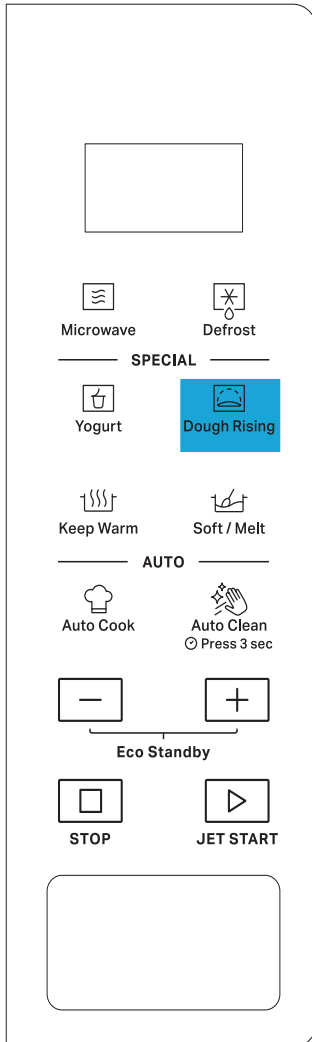 Microwave Defrost
SPECIAL
Yogurt Dough Rising
Keep Warm Soft / Melt
AUTO
Auto Cook Auto Clean
Press 3 sec
Eco Standby
STOP JET START